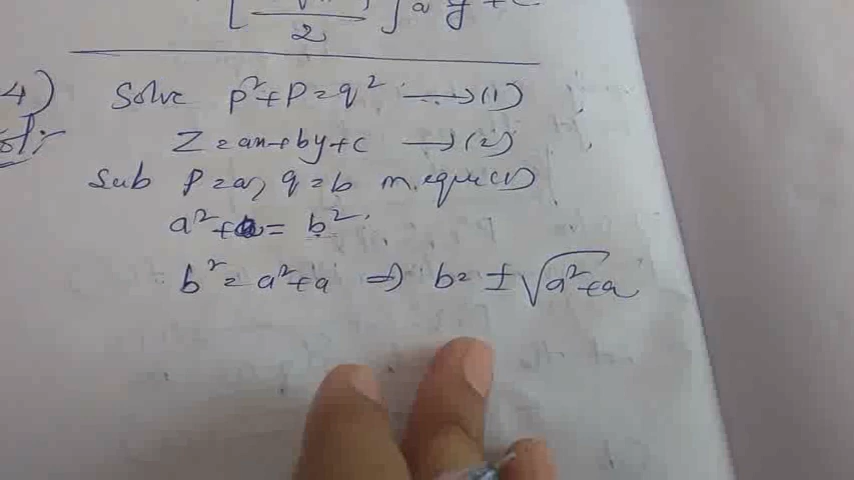 2
4) Solve p²+p=q² → (1)
Sol:- z=ax+by+c → (2)
Sub p=a, q=b in equ(1)
a²+a = b²
b²=a²+a ⇒ b= ±√a²+a